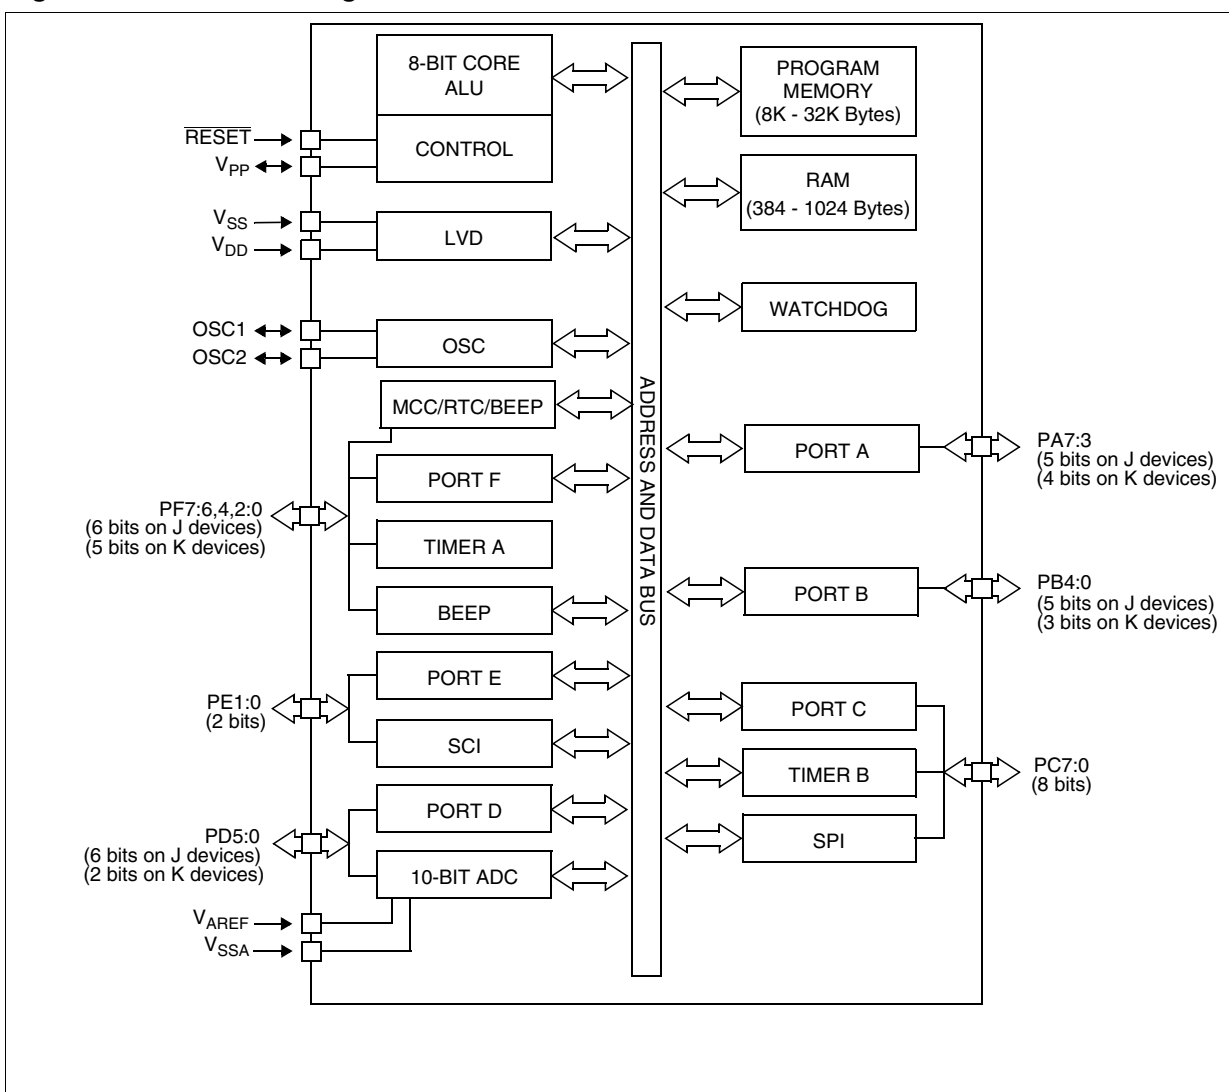 8-BIT CORE
ALU
CONTROL
RESET
VPP
VSS
VDD
LVD
OSC1
OSC2
OSC
MCC/RTC/BEEP
PORT F
PF7:6,4,2:0
(6 bits on J devices)
(5 bits on K devices)
TIMER A
BEEP
PORT E
PE1:0
(2 bits)
SCI
PORT D
PD5:0
(6 bits on J devices)
(2 bits on K devices)
10-BIT ADC
VAREF
VSSA
ADDRESS AND DATA BUS
PROGRAM
MEMORY
(8K - 32K Bytes)
RAM
(384 - 1024 Bytes)
WATCHDOG
PORT A
PA7:3
(5 bits on J devices)
(4 bits on K devices)
PORT B
PB4:0
(5 bits on J devices)
(3 bits on K devices)
PORT C
TIMER B
PC7:0
(8 bits)
SPI